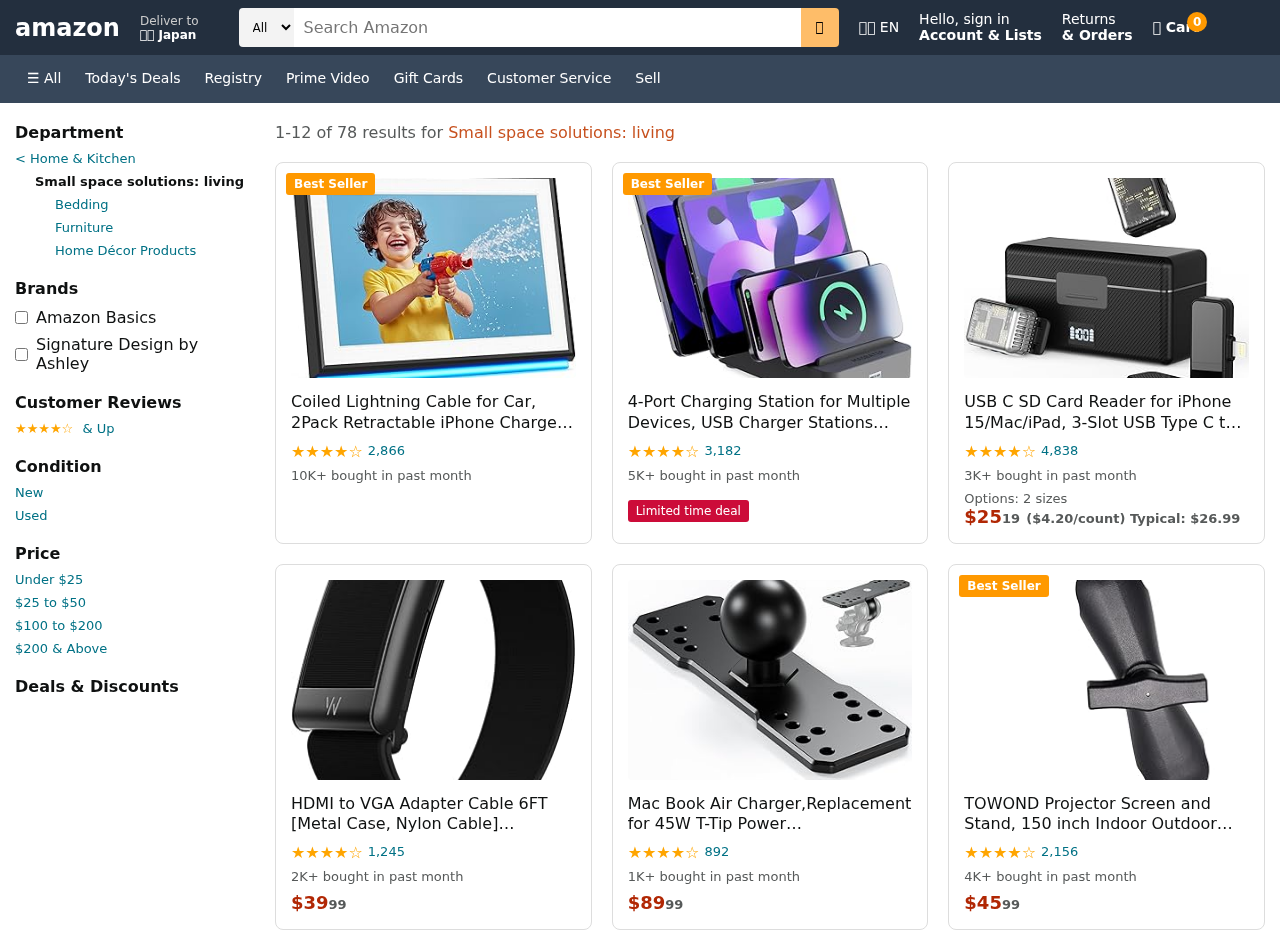 amazon
Deliver to
Japan
All
Search Amazon
EN
Hello, sign in
Account & Lists
Returns
& Orders
0
☰ All
Today's Deals
Registry
Prime Video
Gift Cards
Customer Service
Sell
Department
< Home & Kitchen
Small space solutions: living
Bedding
Furniture
Home Décor Products
Brands
Amazon Basics
Signature Design by
Ashley
Customer Reviews
★★★★☆ & Up
Condition
New
Used
Price
Under $25
$25 to $50
$100 to $200
$200 & Above
Deals & Discounts
1-12 of 78 results for Small space solutions: living
Best Seller
Coiled Lightning Cable for Car,
2Pack Retractable iPhone Charge…
★★★★☆ 2,866
10K+ bought in past month
Best Seller
4-Port Charging Station for Multiple
Devices, USB Charger Stations…
★★★★☆ 3,182
5K+ bought in past month
Limited time deal
USB C SD Card Reader for iPhone
15/Mac/iPad, 3-Slot USB Type C t…
★★★★☆ 4,838
3K+ bought in past month
Options: 2 sizes
$2519 ($4.20/count) Typical: $26.99
HDMI to VGA Adapter Cable 6FT
[Metal Case, Nylon Cable]…
★★★★☆ 1,245
2K+ bought in past month
$3999
Mac Book Air Charger,Replacement
for 45W T-Tip Power…
★★★★☆ 892
1K+ bought in past month
$8999
Best Seller
TOWOND Projector Screen and
Stand, 150 inch Indoor Outdoor…
★★★★☆ 2,156
4K+ bought in past month
$4599